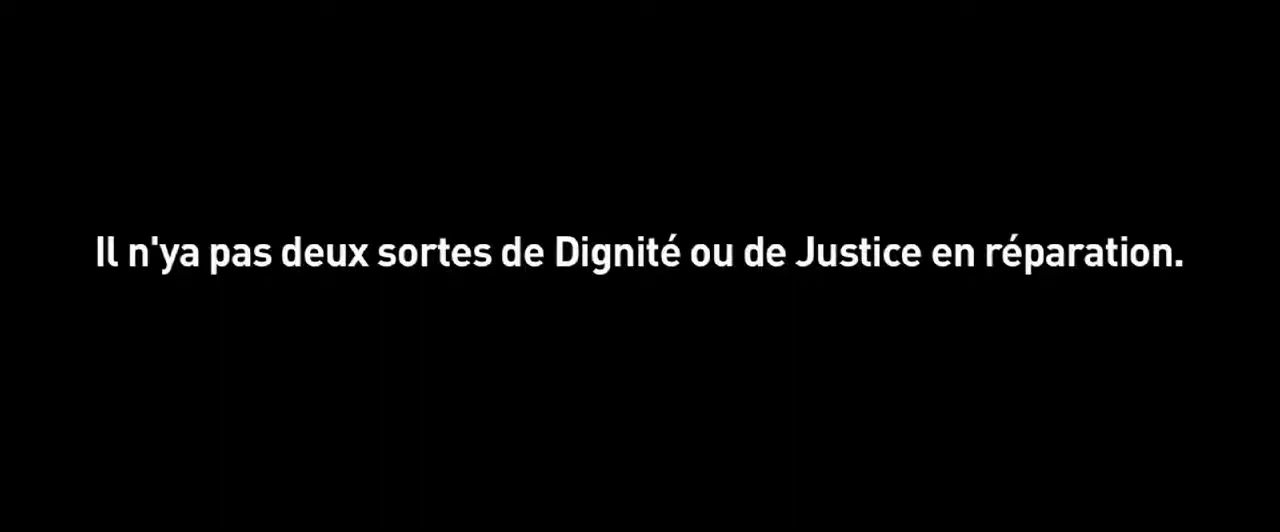 Il n'ya pas deux sortes de Dignité ou de Justice en réparation.